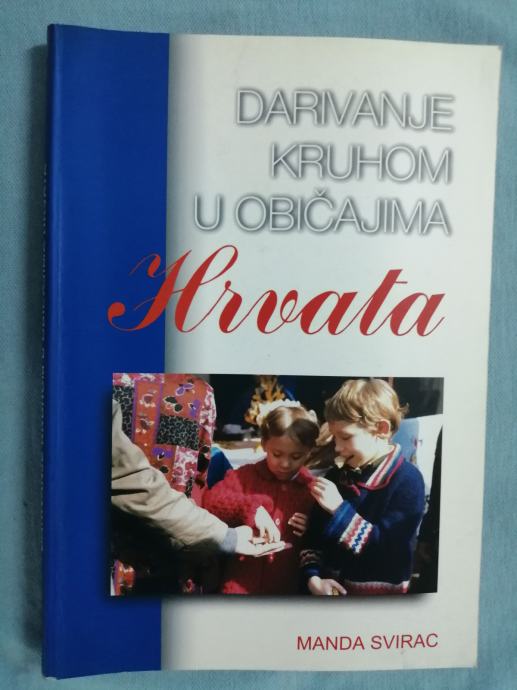 DARIVANJE
KRUHOM
U OBIČAJIMA
Hrvata
MANDA SVIRAC